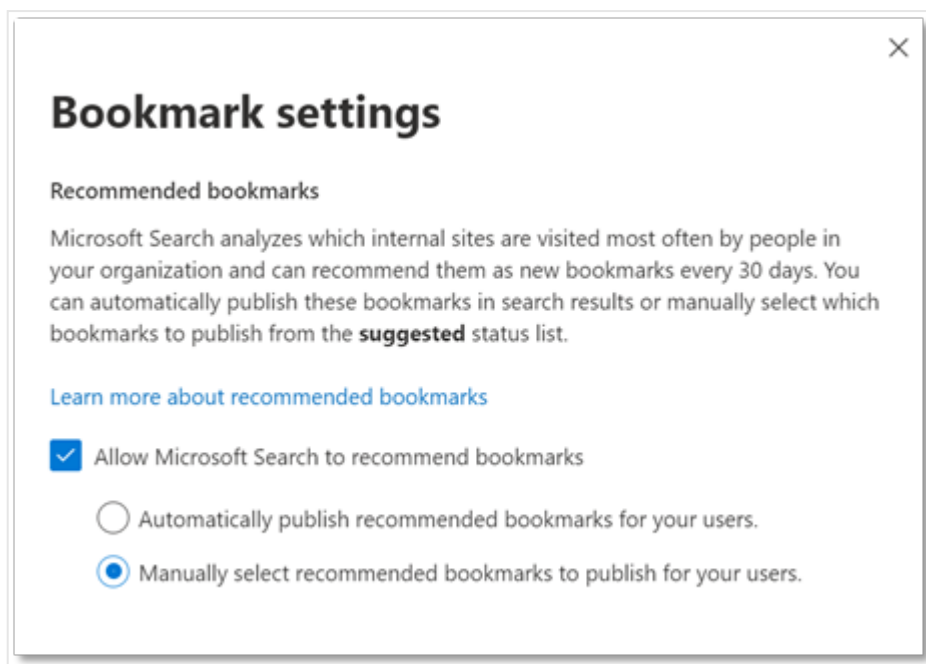 Bookmark settings
Recommended bookmarks
Microsoft Search analyzes which internal sites are visited most often by people in
your organization and can recommend them as new bookmarks every 30 days. You
can automatically publish these bookmarks in search results or manually select which
bookmarks to publish from the suggested status list.
Learn more about recommended bookmarks
Allow Microsoft Search to recommend bookmarks
Automatically publish recommended bookmarks for your users.
Manually select recommended bookmarks to publish for your users.